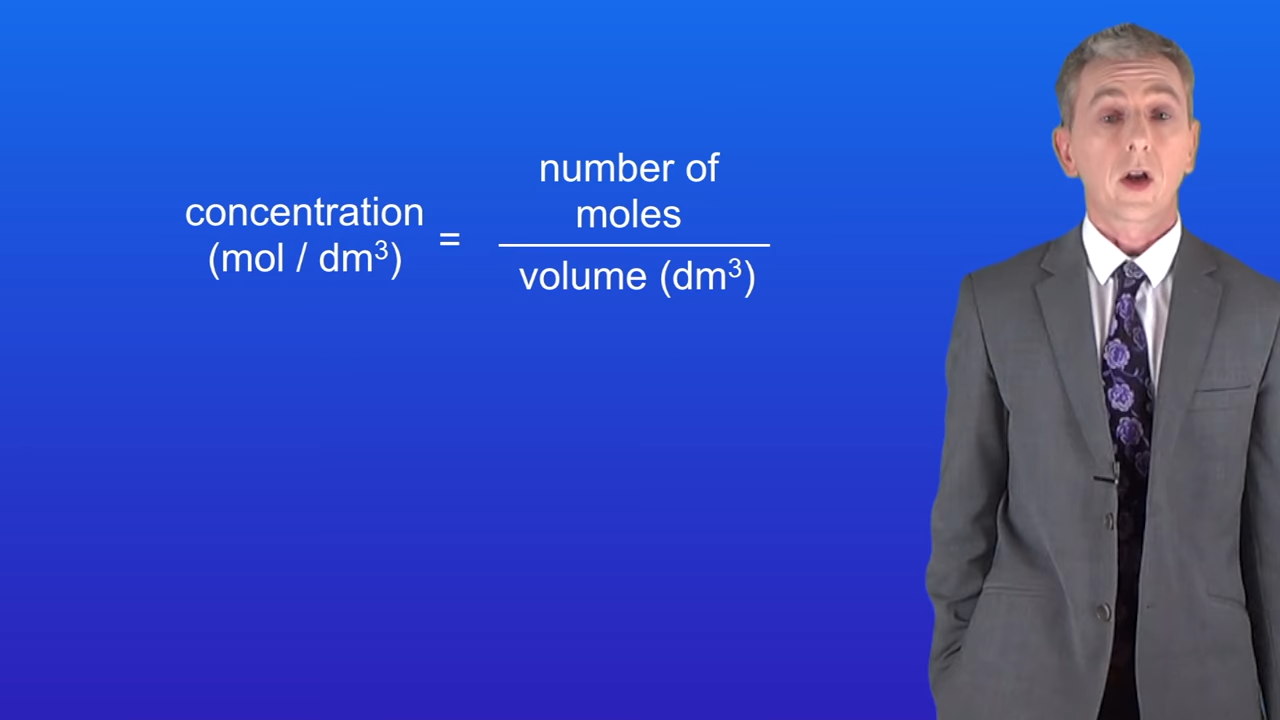 concentration
(mol / dm³)
=
number of
moles
volume (dm³)